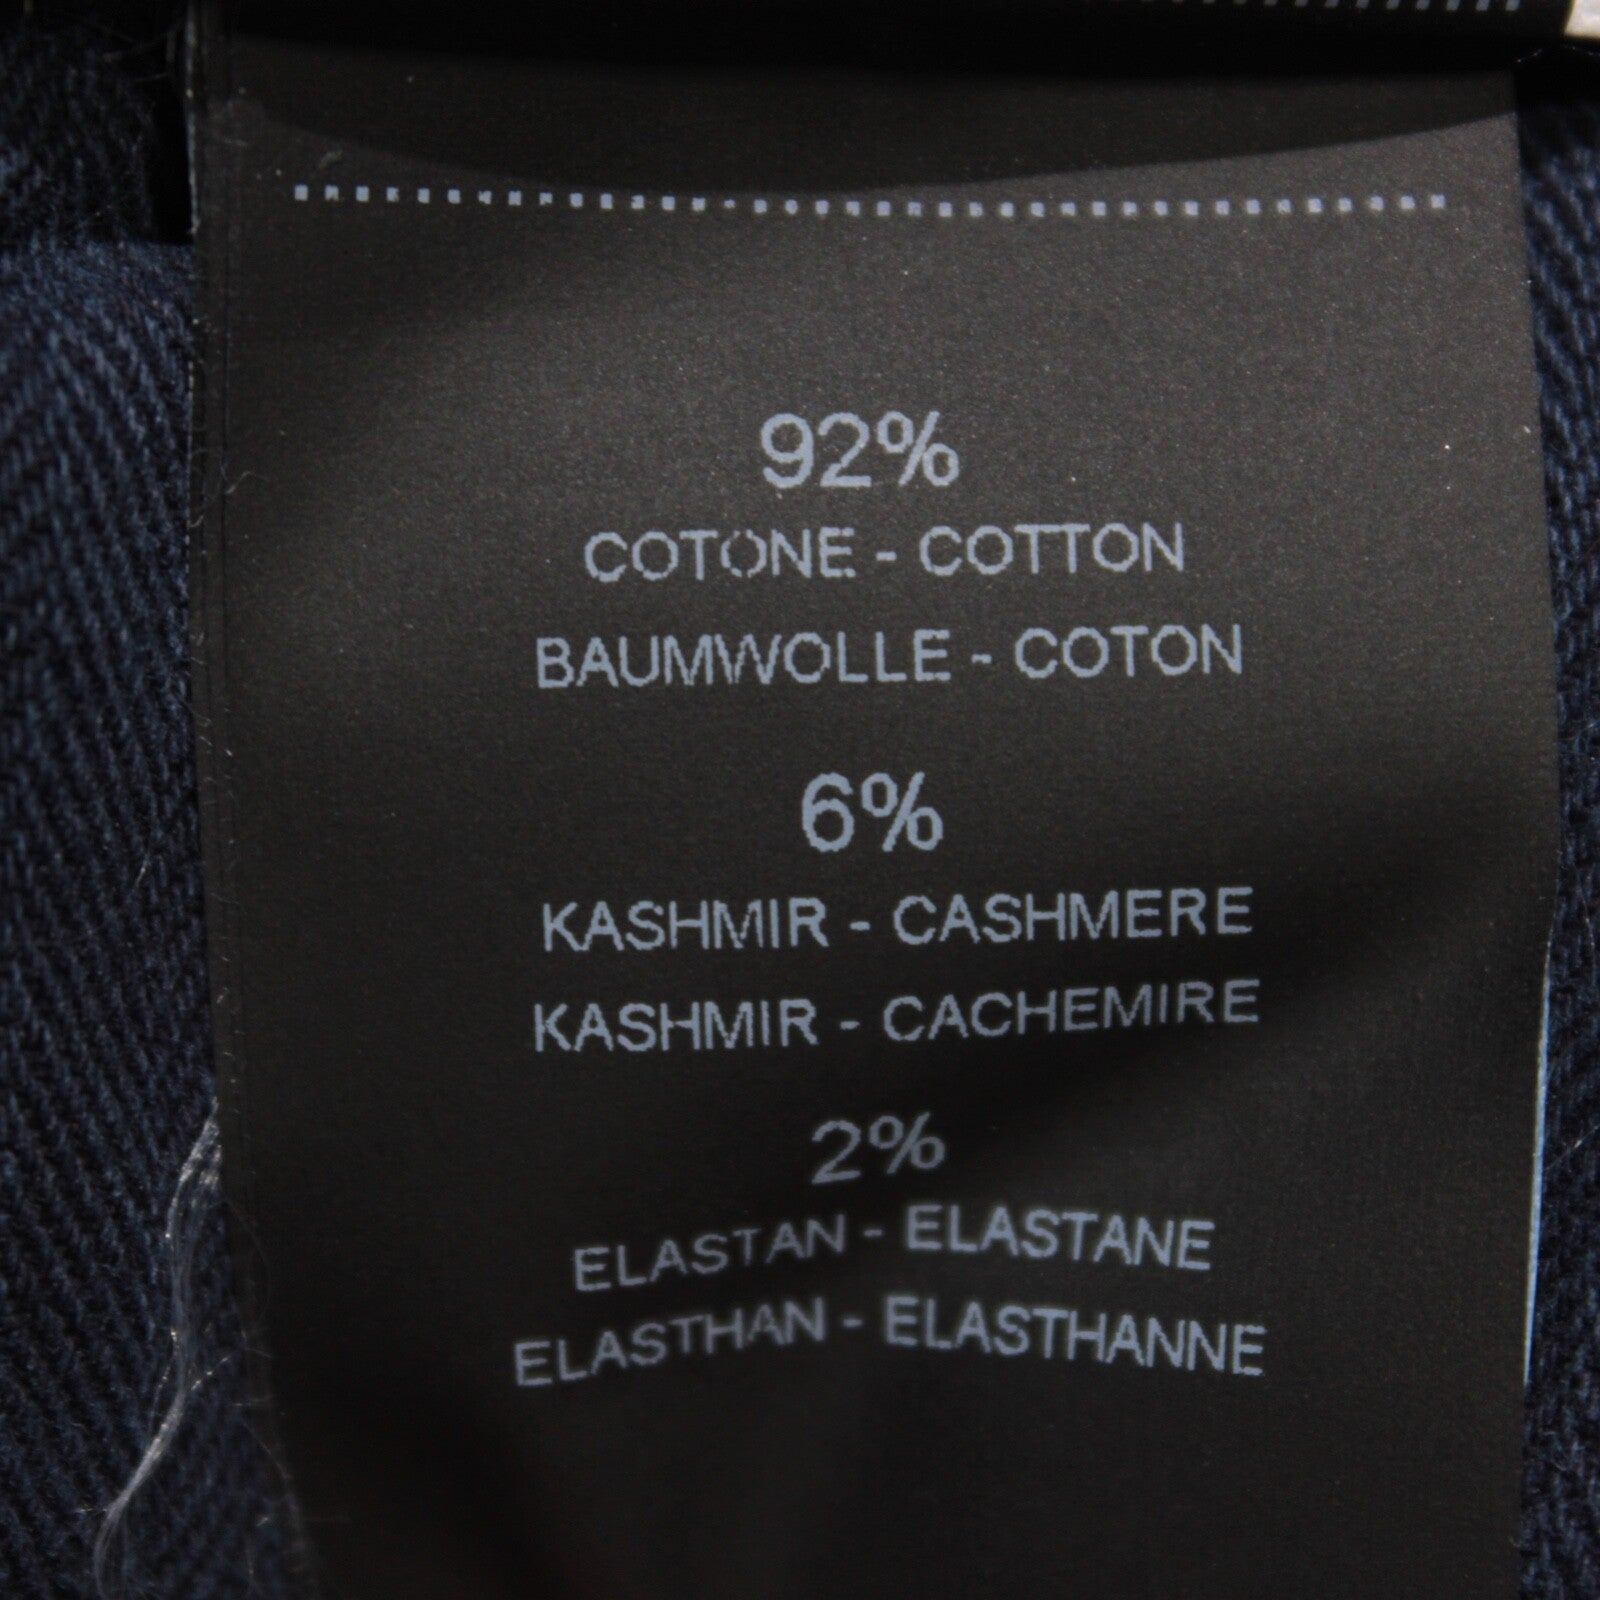 92%
COTONE - COTTON
BAUMWOLLE - COTON
6%
KASHMIR - CASHMERE
KASHMIR - CACHEMIRE
2%
ELASTAN - ELASTANE
ELASTHAN - ELASTHANNE